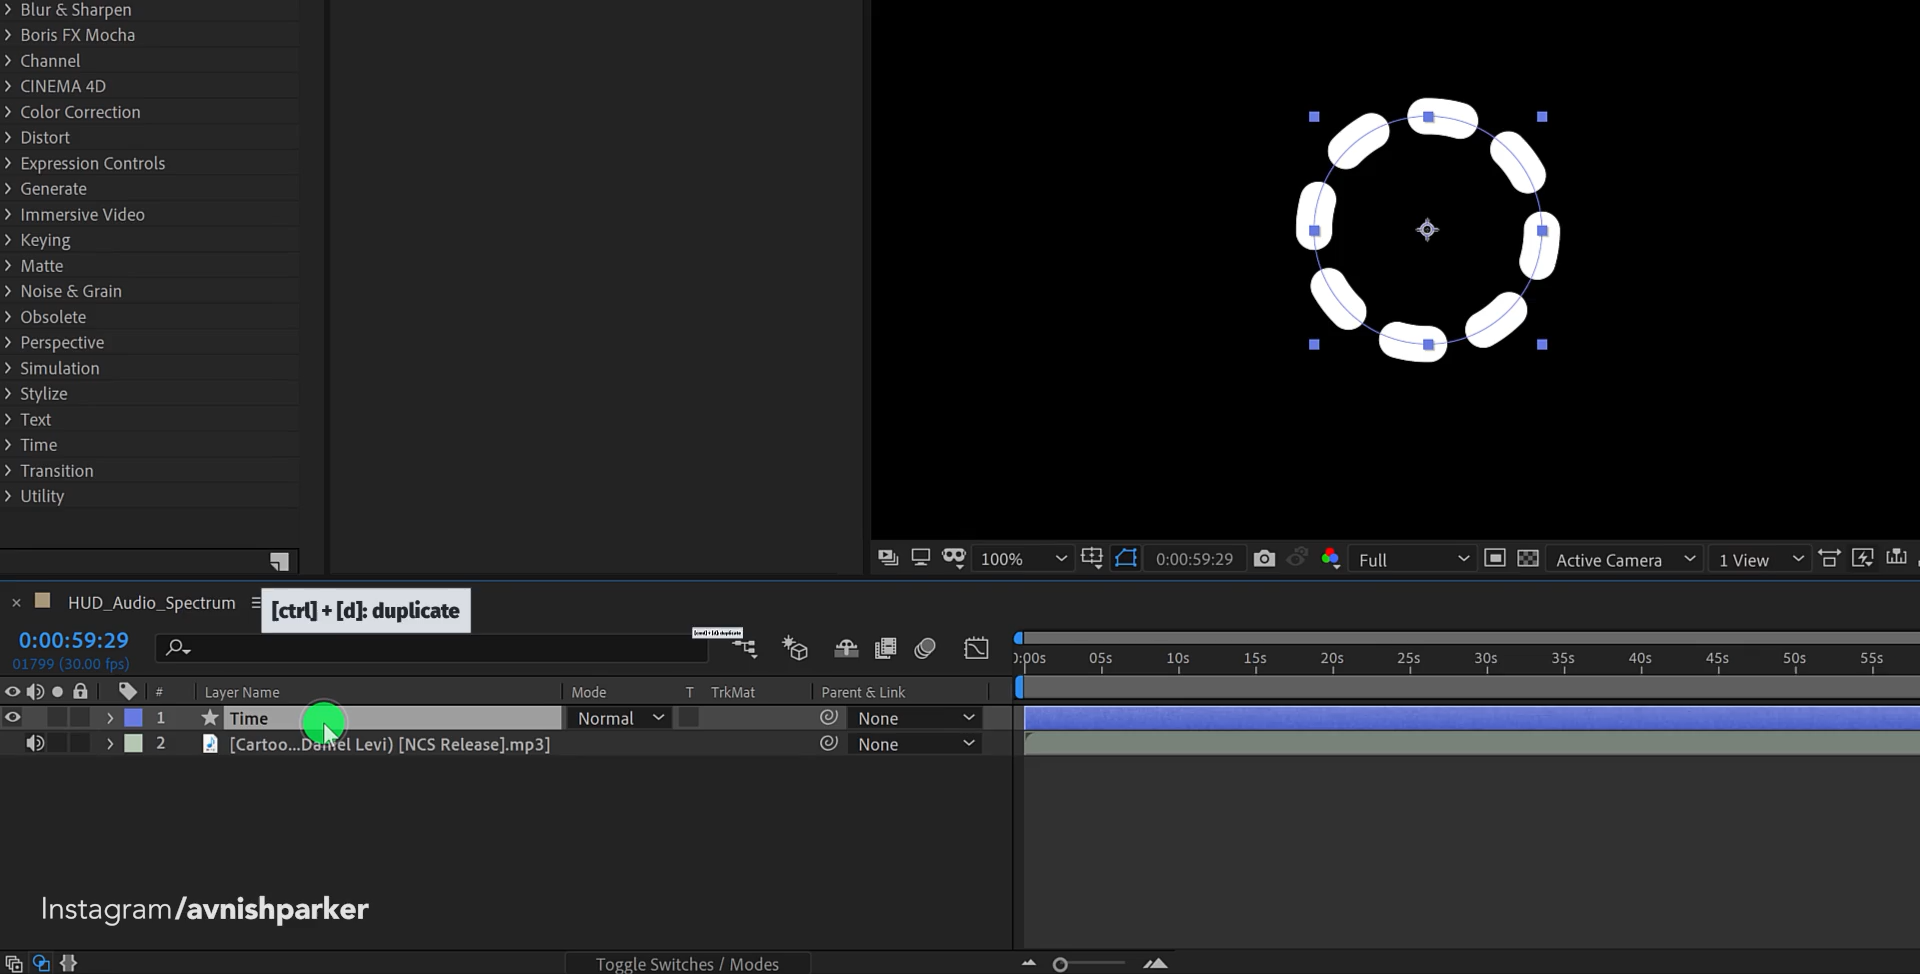 Blur & Sharpen
Boris FX Mocha
Channel
CINEMA 4D
Color Correction
Distort
Expression Controls
Generate
Immersive Video
Keying
Matte
Noise & Grain
Obsolete
Perspective
Simulation
Stylize
Text
Time
Transition
Utility
100%
0:00:59:29
Full
Active Camera
1 View
HUD_Audio_Spectrum
[ctrl] + [d]: duplicate
0:00:59:29
01799 (30.00 fps)
[cmd] + [d]: duplicate
0:00s 05s 10s 15s 20s 25s 30s 35s 40s 45s 50s 55s
# Layer Name Mode T TrkMat Parent & Link
1 Time Normal None
2 [Cartoo...Daniel Levi) [NCS Release].mp3] None
Instagram/avnishparker
Toggle Switches / Modes